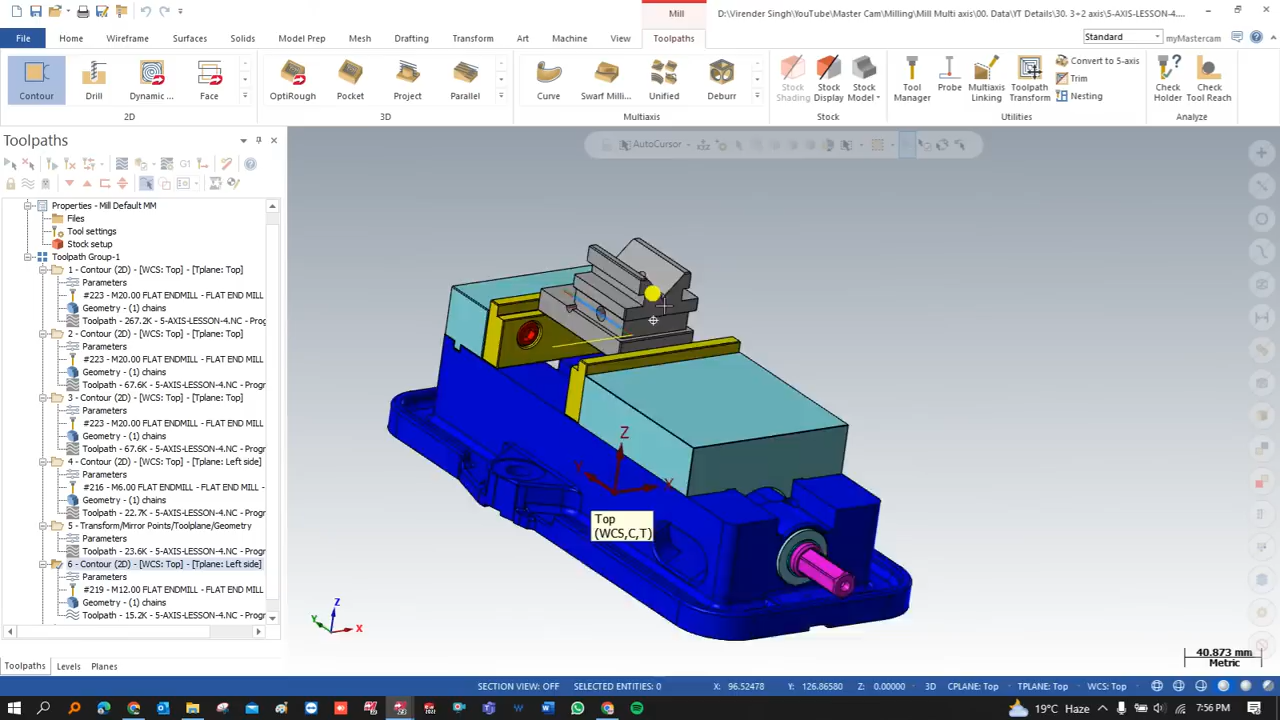 Mill
D:\Virender Singh\YouTube\Master Cam\Milling\Mill Multi axis\00. Data\YT Details\30. 3+2 axis\5-AXIS-LESSON-4....
File
Home
Wireframe
Surfaces
Solids
Model Prep
Mesh
Drafting
Transform
Art
Machine
View
Toolpaths
Standard
myMastercam
Contour
Drill
Dynamic ...
Face
2D
OptiRough
Pocket
Project
Parallel
3D
Curve
Swarf Milli...
Unified
Deburr
Multiaxis
Stock Shading
Stock Display
Stock Model
Stock
Tool Manager
Probe
Multiaxis Linking
Toolpath Transform
Convert to 5-axis
Trim
Nesting
Utilities
Check Holder
Check Tool Reach
Analyze
Toolpaths
AutoCursor
G1
Properties - Mill Default MM
Files
Tool settings
Stock setup
Toolpath Group-1
1 - Contour (2D) - [WCS: Top] - [Tplane: Top]
Parameters
#223 - M20.00 FLAT ENDMILL - FLAT END MILL
Geometry - (1) chains
Toolpath - 267.2K - 5-AXIS-LESSON-4.NC - Prog
2 - Contour (2D) - [WCS: Top] - [Tplane: Top]
Parameters
#223 - M20.00 FLAT ENDMILL - FLAT END MILL
Geometry - (1) chains
Toolpath - 67.6K - 5-AXIS-LESSON-4.NC - Progr
3 - Contour (2D) - [WCS: Top] - [Tplane: Top]
Parameters
#223 - M20.00 FLAT ENDMILL - FLAT END MILL
Geometry - (1) chains
Toolpath - 67.6K - 5-AXIS-LESSON-4.NC - Progr
4 - Contour (2D) - [WCS: Top] - [Tplane: Left side]
Parameters
#216 - M6.00 FLAT ENDMILL - FLAT END MILL -
Geometry - (1) chains
Toolpath - 22.7K - 5-AXIS-LESSON-4.NC - Progr
5 - Transform/Mirror Points/Toolplane/Geometry
Parameters
Toolpath - 23.6K - 5-AXIS-LESSON-4.NC - Progr
6 - Contour (2D) - [WCS: Top] - [Tplane: Left side]
Parameters
#219 - M12.00 FLAT ENDMILL - FLAT END MILL
Geometry - (1) chains
Toolpath - 15.2K - 5-AXIS-LESSON-4.NC - Progr
Z
X
Top
(WCS,C,T)
Z
Y
X
40.873 mm
Metric
Toolpaths
Levels
Planes
SECTION VIEW: OFF
SELECTED ENTITIES: 0
X: 96.52478
Y: 126.86580
Z: 0.00000
3D
CPLANE: Top
TPLANE: Top
WCS: Top
19°C Haze
7:56 PM